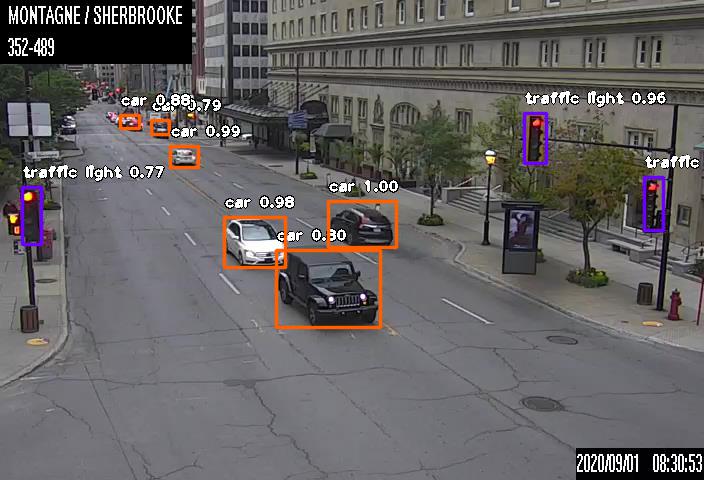 MONTAGNE / SHERBROOKE
352-489
car 0.88
car 0.79
traffic light 0.96
car 0.99
traffic
traffic light 0.77
car 1.00
car 0.98
car 0.80
2020/09/01 08:30:53